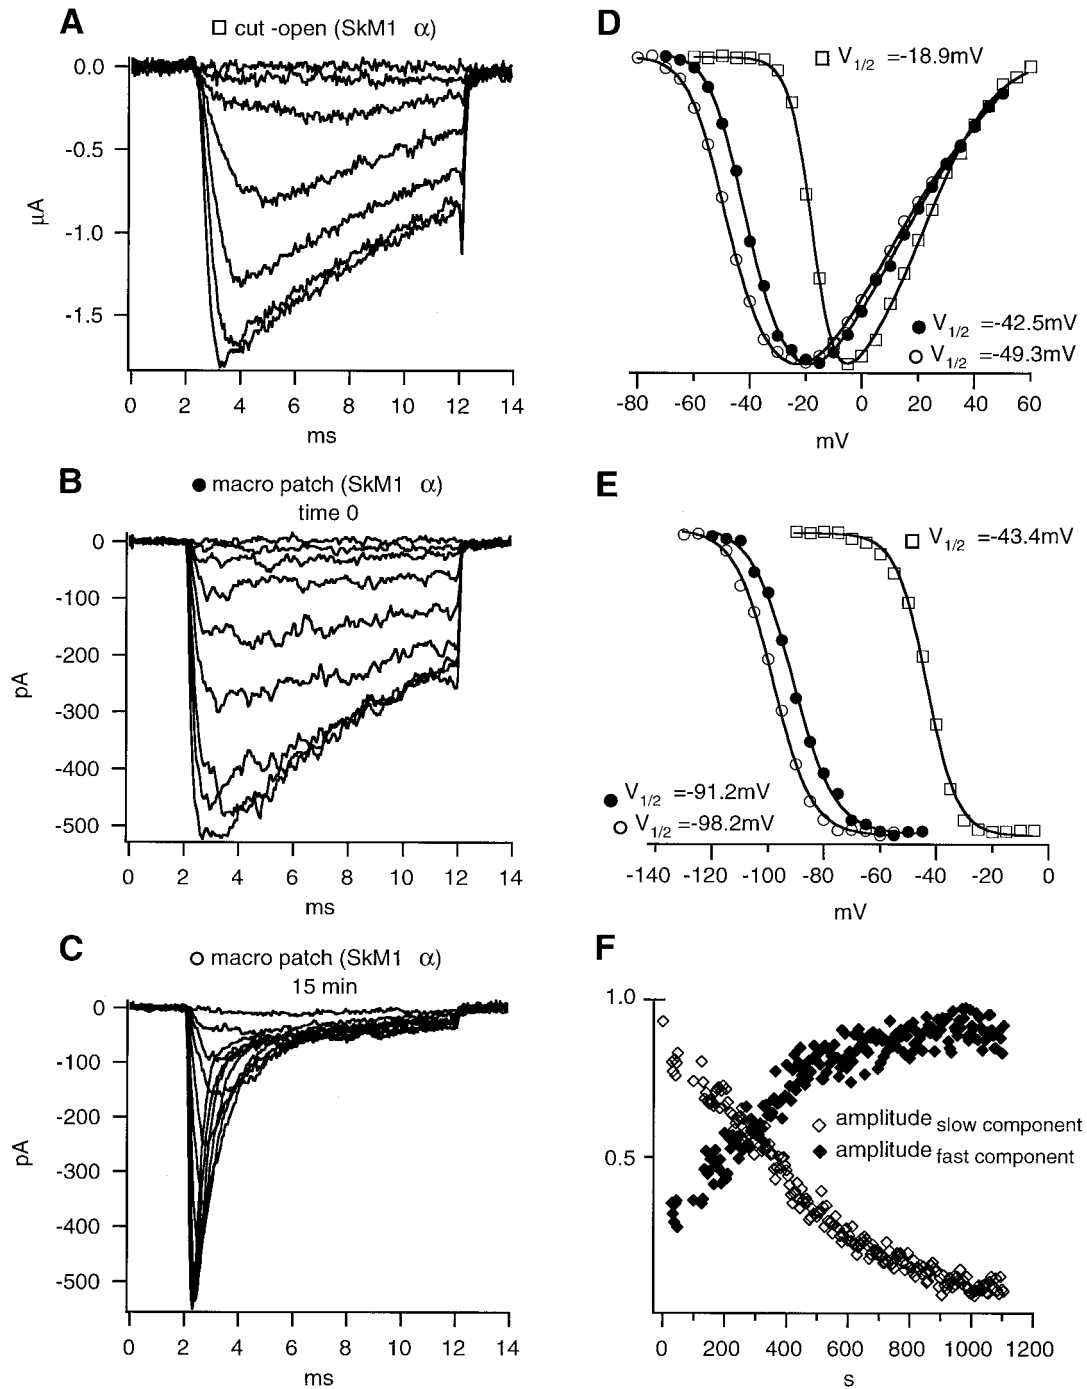 A
□ cut -open (SkM1 α)
0.0
-0.5
-1.0
-1.5
µA
0 2 4 6 8 10 12 14
ms
B
● macro patch (SkM1 α)
time 0
0
-100
-200
-300
-400
-500
pA
0 2 4 6 8 10 12 14
ms
C
○ macro patch (SkM1 α)
15 min
0
-100
-200
-300
-400
-500
pA
0 2 4 6 8 10 12 14
ms
D
□ V1/2 =-18.9mV
● V1/2 =-42.5mV
○ V1/2 =-49.3mV
-80 -60 -40 -20 0 20 40 60
mV
E
□ V1/2 =-43.4mV
● V1/2 =-91.2mV
○ V1/2 =-98.2mV
-140 -120 -100 -80 -60 -40 -20 0
mV
F
1.0
0.5
◇ amplitude slow component
◆ amplitude fast component
0 200 400 600 800 1000 1200
s